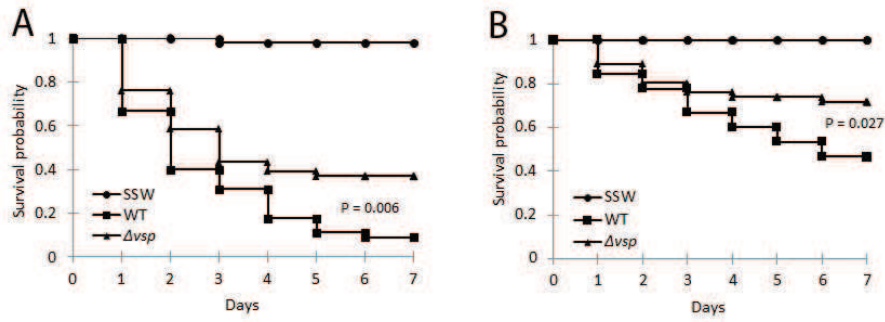 A
1
0.8
0.6
0.4
0.2
0
Survival probability
SSW
WT
Δvsp
P = 0.006
0 1 2 3 4 5 6 7
Days
B
1
0.8
0.6
0.4
0.2
0
Survival probability
P = 0.027
SSW
WT
Δvsp
0 1 2 3 4 5 6 7
Days